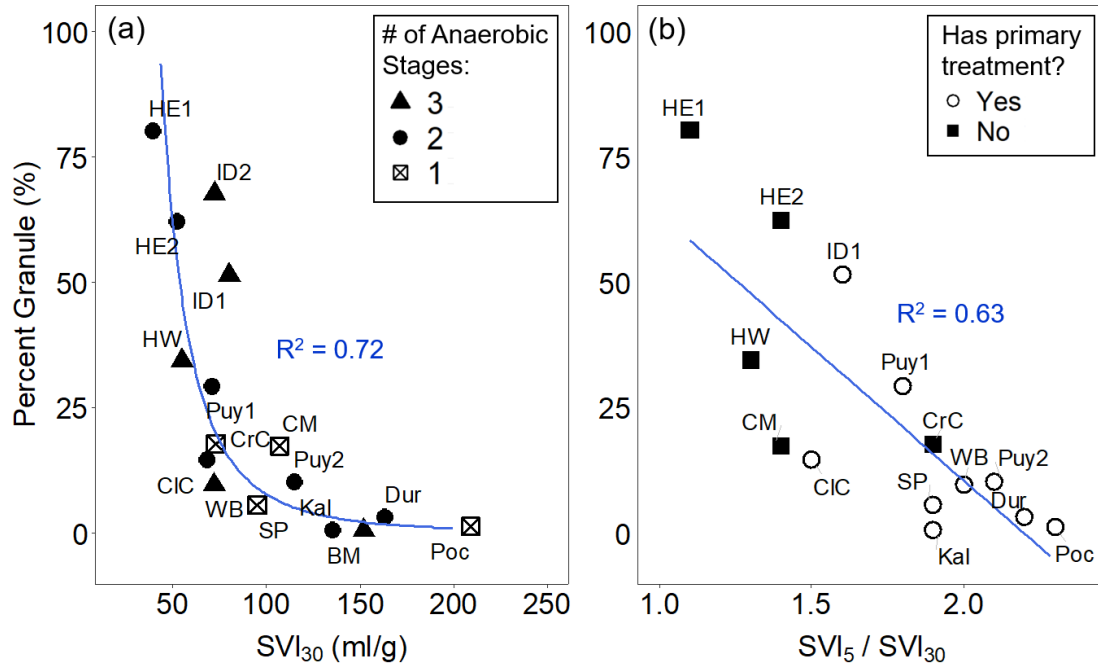 (a)
# of Anaerobic
Stages:
3
2
1
HE1
ID2
HE2
ID1
HW
R² = 0.72
Puy1
CrC
CM
ClC
WB
SP
Kal
Puy2
BM
Dur
Poc
Percent Granule (%)
100
75
50
25
0
50
100
150
200
250
SVI₃₀ (ml/g)
(b)
Has primary
treatment?
Yes
No
HE1
HE2
ID1
HW
R² = 0.63
Puy1
CM
CrC
ClC
WB
Puy2
SP
Dur
Kal
Poc
100
75
50
25
0
1.0
1.5
2.0
SVI₅ / SVI₃₀